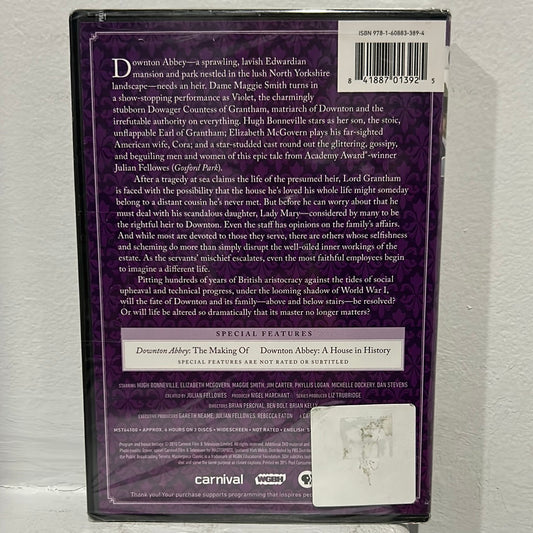 ISBN 978-1-60883-389-4
8 41887 01392 5
Downton Abbey—a sprawling, lavish Edwardian
mansion and park nestled in the lush North Yorkshire
landscape—needs an heir. Dame Maggie Smith turns in
a show-stopping performance as Violet, the charmingly
stubborn Dowager Countess of Grantham, matriarch of Downton and the
irrefutable authority on everything. Hugh Bonneville stars as her son, the stoic,
unflappable Earl of Grantham; Elizabeth McGovern plays his far-sighted
American wife, Cora; and a star-studded cast round out the glittering, gossipy,
and beguiling men and women of this epic tale from Academy Award-winner
Julian Fellowes (Gosford Park).
After a tragedy at sea claims the life of the presumed heir, Lord Grantham
is faced with the possibility that the house he's loved his whole life might someday
belong to a distant cousin he's never met. But before he can worry about that he
must deal with his scandalous daughter, Lady Mary—considered by many to be
the rightful heir to Downton. Even the staff has opinions on the family's affairs.
And while most are devoted to those they serve, there are others whose selfishness
and scheming do more than simply disrupt the well-oiled inner workings of the
estate. As the servants' mischief escalates, even the most faithful employees begin
to imagine a different life.
Pitting hundreds of years of British aristocracy against the tides of social
upheaval and technical progress, under the looming shadow of World War I,
will the fate of Downton and its family—above and below stairs—be resolved?
Or will life be altered so dramatically that its master no longer matters?
SPECIAL FEATURES
Downton Abbey: The Making Of Downton Abbey: A House in History
SPECIAL FEATURES ARE NOT RATED OR SUBTITLED
STARRING HUGH BONNEVILLE, ELIZABETH MCGOVERN, MAGGIE SMITH, JIM CARTER, PHYLLIS LOGAN, MICHELLE DOCKERY, DAN STEVENS
CREATED BY JULIAN FELLOWES PRODUCER NIGEL MARCHANT SERIES PRODUCER LIZ TRUBRIDGE
DIRECTORS BRIAN PERCIVAL, BEN BOLT, BRIAN KELLY
EXECUTIVE PRODUCERS GARETH NEAME, JULIAN FELLOWES, REBECCA EATON
APPROX. 6 HOURS ON 3 DISCS • WIDESCREEN • NOT RATED • ENGLISH
carnival WGBH
Thank you! Your purchase supports programming that inspires